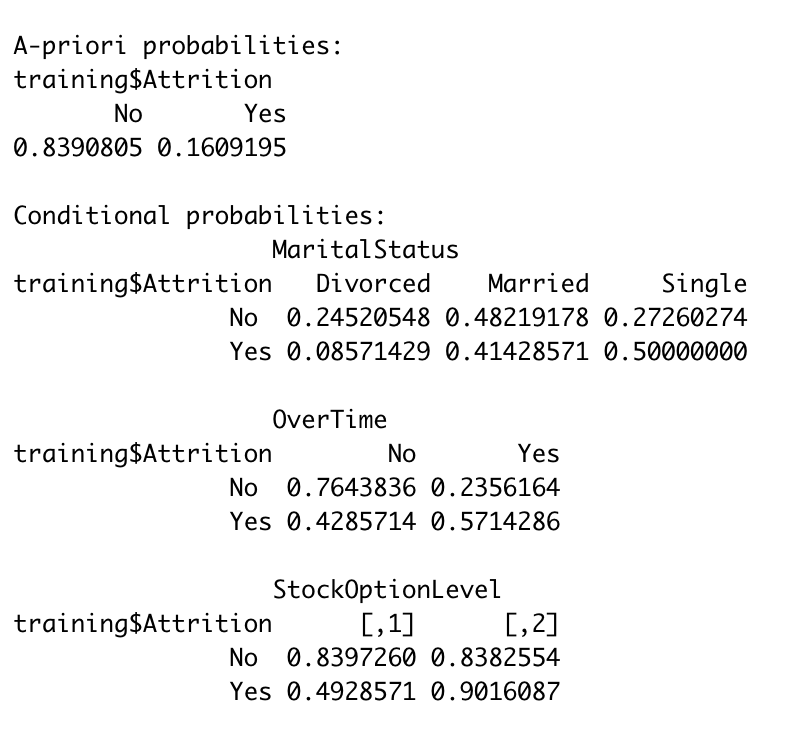 A-priori probabilities:
training$Attrition
       No       Yes
0.8390805 0.1609195
Conditional probabilities:
                  MaritalStatus
training$Attrition   Divorced    Married     Single
               No  0.24520548 0.48219178 0.27260274
               Yes 0.08571429 0.41428571 0.50000000
                  OverTime
training$Attrition        No       Yes
               No  0.7643836 0.2356164
               Yes 0.4285714 0.5714286
                  StockOptionLevel
training$Attrition      [,1]      [,2]
               No  0.8397260 0.8382554
               Yes 0.4928571 0.9016087